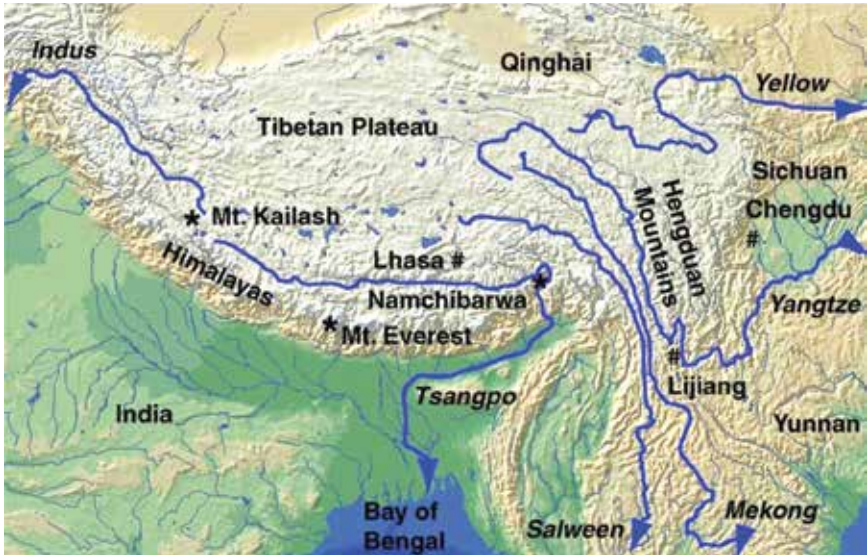 Indus
Qinghai
Yellow
Tibetan Plateau
Sichuan
Chengdu
#
Hengduan
Mountains
* Mt. Kailash
Himalayas
Lhasa #
Namchibarwa
*
* Mt. Everest
Yangtze
#
Lijiang
Tsangpo
India
Yunnan
Bay of
Bengal
Salween
Mekong